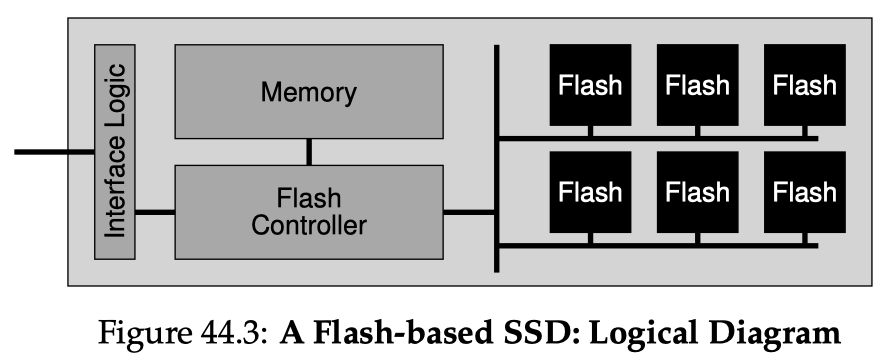 Interface Logic
Memory
Flash
Controller
Flash Flash Flash
Flash Flash Flash
Figure 44.3: A Flash-based SSD: Logical Diagram